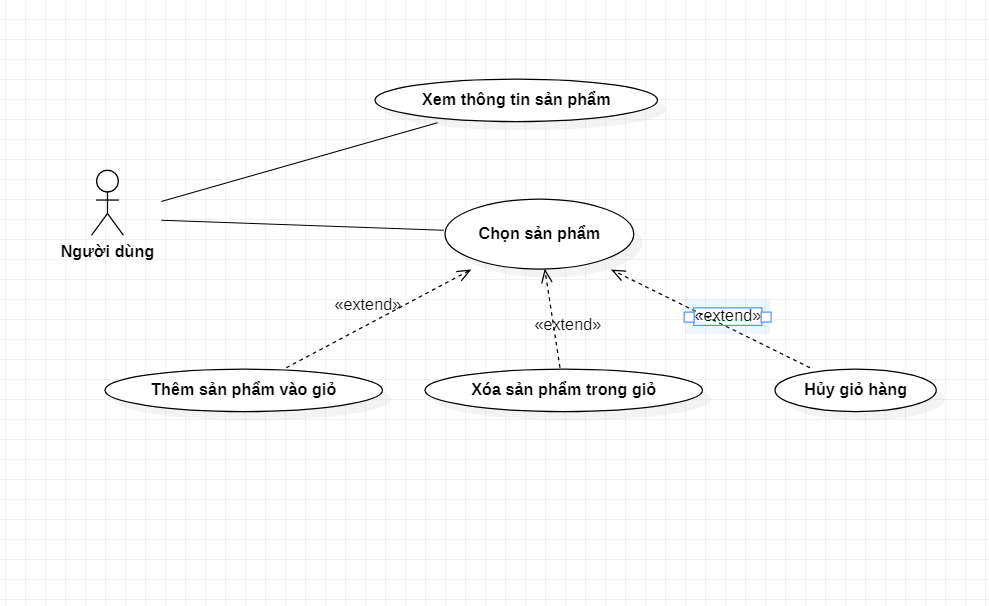 Xem thông tin sản phẩm
Chọn sản phẩm
Người dùng
«extend»
«extend»
«extend»
Thêm sản phẩm vào giỏ
Xóa sản phẩm trong giỏ
Hủy giỏ hàng